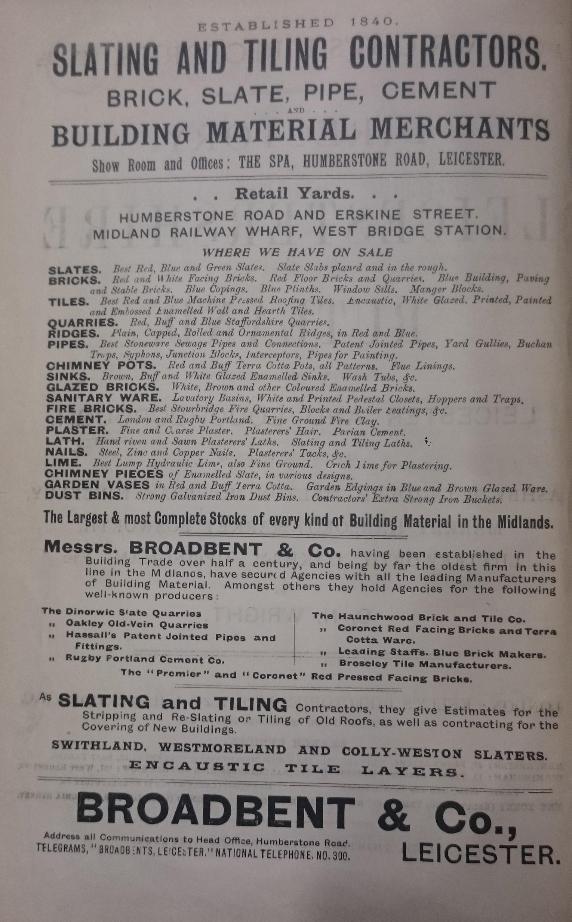 ESTABLISHED 1840.
SLATING AND TILING CONTRACTORS.
BRICK, SLATE, PIPE, CEMENT
. . . AND . . .
BUILDING MATERIAL MERCHANTS
Show Room and Offices: THE SPA, HUMBERSTONE ROAD, LEICESTER.
. . Retail Yards. . .
HUMBERSTONE ROAD AND ERSKINE STREET.
MIDLAND RAILWAY WHARF, WEST BRIDGE STATION.
WHERE WE HAVE ON SALE
SLATES. Best Red, Blue and Green Slates. Slate Slabs planed and in the rough.
BRICKS. Red and White Facing Bricks. Red Floor Bricks and Quarries. Blue Building, Paving
and Stable Bricks. Blue Copings. Blue Plinths. Window Sills. Manger Blocks.
TILES. Best Red and Blue Machine Pressed Roofing Tiles. Encaustic, White Glazed, Printed, Painted
and Embossed Enamelled Wall and Hearth Tiles.
QUARRIES. Red, Buff and Blue Staffordshire Quarries.
RIDGES. Plain, Capped, Rolled and Ornamental Ridges, in Red and Blue.
PIPES. Best Stoneware Sewage Pipes and Connections. Patent Jointed Pipes, Yard Gullies, Buchan
Traps, Syphons, Junction Blocks, Interceptors, Pipes for Painting.
CHIMNEY POTS. Red and Buff Terra Cotta Pots, all Patterns. Flue Linings.
SINKS. Brown, Buff and White Glazed Enamelled Sinks. Wash Tubs, &c.
GLAZED BRICKS. White, Brown and other Coloured Enamelled Bricks.
SANITARY WARE. Lavatory Basins, White and Printed Pedestal Closets, Hoppers and Traps.
FIRE BRICKS. Best Stourbridge Fire Quarries, Blocks and Boiler Seatings, &c.
CEMENT. London and Rugby Portland. Fine Ground Fire Clay.
PLASTER. Fine and Coarse Plaster. Plasterers' Hair. Parian Cement.
LATH. Hand riven and Sawn Plasterers' Laths. Slating and Tiling Laths.
NAILS. Steel, Zinc and Copper Nails. Plasterers' Tacks, &c.
LIME. Best Lump Hydraulic Lime, also Fine Ground. Crich Lime for Plastering.
CHIMNEY PIECES of Enamelled Slate, in various designs.
GARDEN VASES in Red and Buff Terra Cotta. Garden Edgings in Blue and Brown Glazed Ware.
DUST BINS. Strong Galvanized Iron Dust Bins. Contractors' Extra Strong Iron Buckets.
The Largest & most Complete Stocks of every kind of Building Material in the Midlands.
Messrs. BROADBENT & Co. having been established in the
Building Trade over half a century, and being by far the oldest firm in this
line in the Midlands, have secured Agencies with all the leading Manufacturers
of Building Material. Amongst others they hold Agencies for the following
well-known producers:
The Dinorwic Slate Quarries
„ Oakley Old-Vein Quarries
„ Hassall's Patent Jointed Pipes and
Fittings.
„ Rugby Portland Cement Co.
The Haunchwood Brick and Tile Co.
„ Coronet Red Facing Bricks and Terra
Cotta Ware.
„ Leading Staffs. Blue Brick Makers.
„ Broseley Tile Manufacturers.
The "Premier" and "Coronet" Red Pressed Facing Bricks.
As SLATING and TILING Contractors, they give Estimates for the
Stripping and Re-Slating or Tiling of Old Roofs, as well as contracting for the
Covering of New Buildings.
SWITHLAND, WESTMORELAND AND COLLY-WESTON SLATERS.
ENCAUSTIC TILE LAYERS.
BROADBENT & Co.,
Address all Communications to Head Office, Humberstone Road.
TELEGRAMS, "BROADBENTS, LEICESTER." NATIONAL TELEPHONE, NO. 300.
LEICESTER.